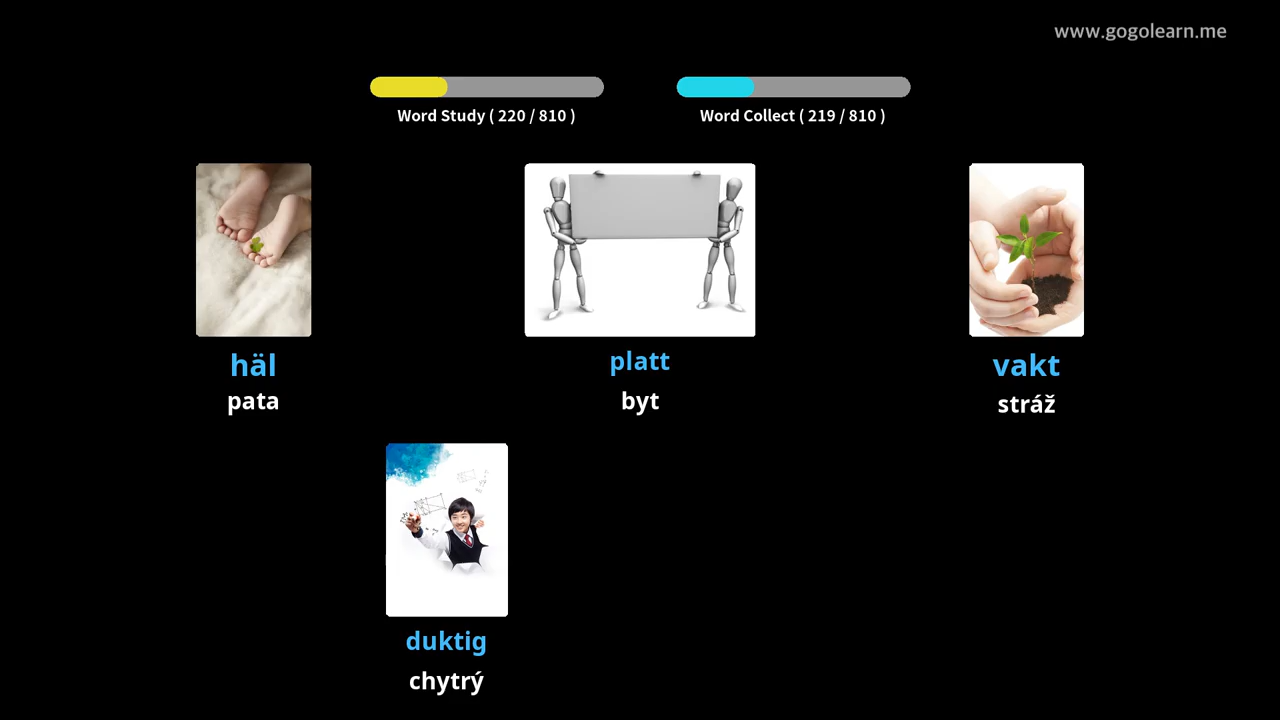 www.gogolearn.me
Word Study ( 220 / 810 )
Word Collect ( 219 / 810 )
häl
pata
platt
byt
vakt
stráž
duktig
chytrý